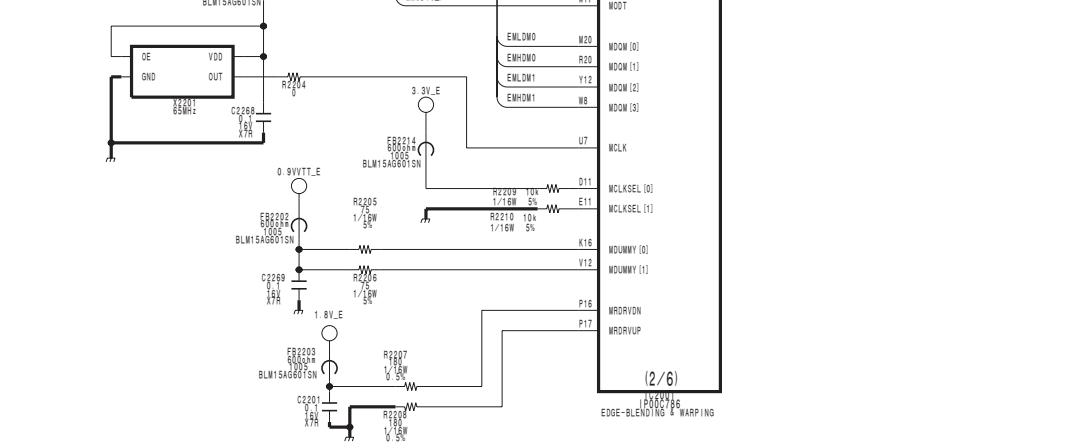 BLM15AG601SN
MODT
OE VDD
GND OUT
X2201
65MHz
R2204
0
C2268
0.1
16V
X7R
EMLDM0 M20 MDQM [0]
EMHDM0 R20 MDQM [1]
EMLDM1 Y12 MDQM [2]
EMHDM1 W8 MDQM [3]
3.3V_E
U7 MCLK
FB2214
600ohm
1005
BLM15AG601SN
D11 MCLKSEL [0]
R2209 10k
1/16W 5%
E11 MCLKSEL [1]
R2210 10k
1/16W 5%
0.9VVTT_E
FB2202
600ohm
1005
BLM15AG601SN
R2205
75
1/16W
5%
K16 MDUMMY [0]
V12 MDUMMY [1]
C2269
0.1
16V
X7R
R2206
75
1/16W
5%
1.8V_E
P16 MRDRVDN
P17 MRDRVUP
FB2203
600ohm
1005
BLM15AG601SN
R2207
180
1/16W
0.5%
C2201
0.1
16V
X7R
R2208
180
1/16W
0.5%
(2/6)
IC2001
IP00C786
EDGE-BLENDING & WARPING